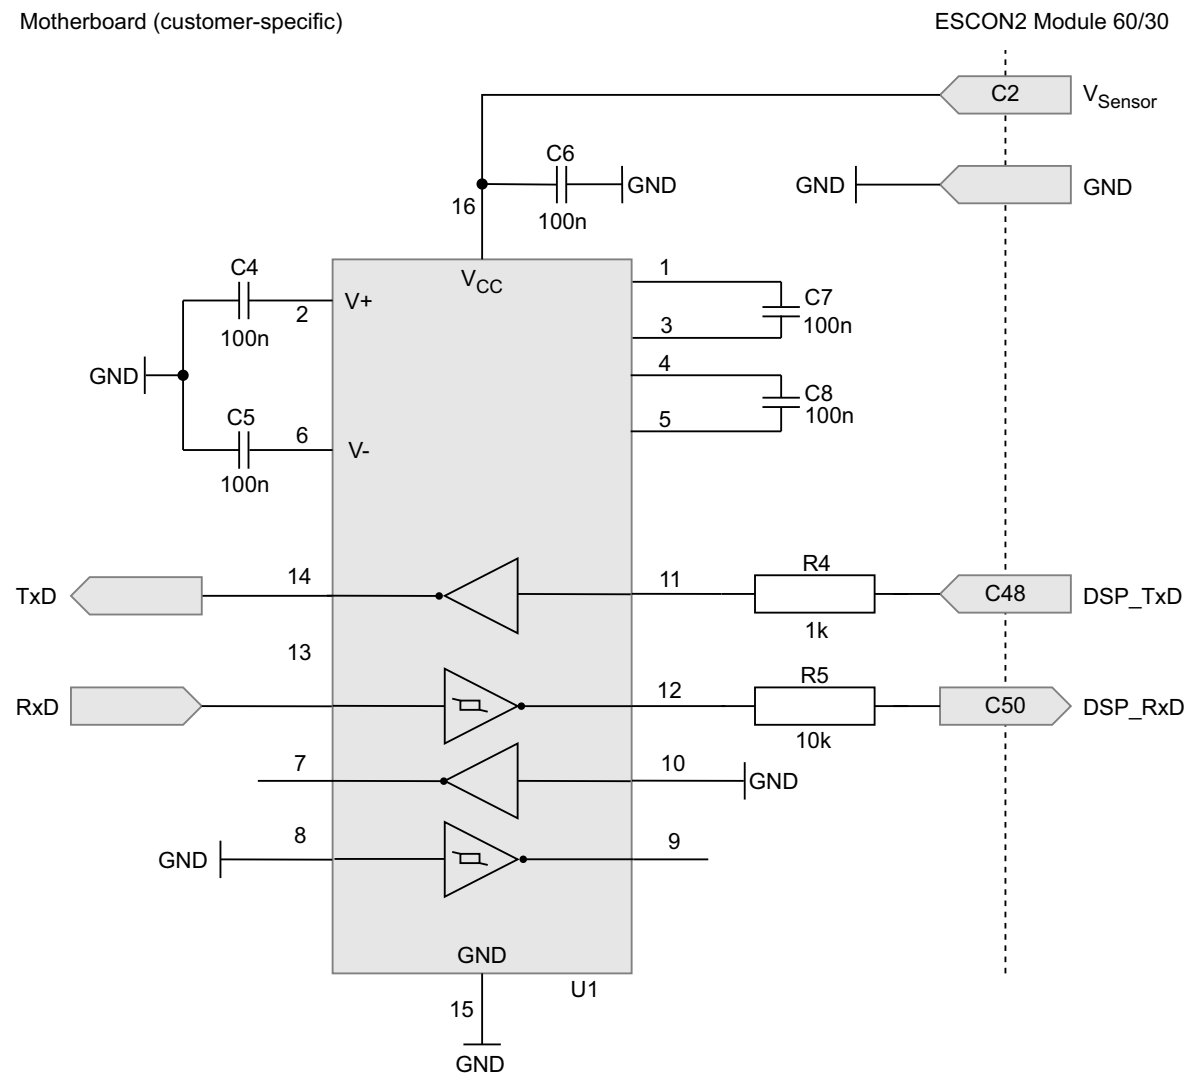 Motherboard (customer-specific)
ESCON2 Module 60/30
C2
VSensor
C6
GND
GND
GND
16
100n
C4
VCC
1
V+
2
C7
100n
100n
3
GND
4
C8
100n
C5
6
5
V-
100n
R4
TxD
14
11
C48
DSP_TxD
1k
13
R5
RxD
12
C50
DSP_RxD
10k
7
10
GND
8
9
GND
GND
U1
15
GND